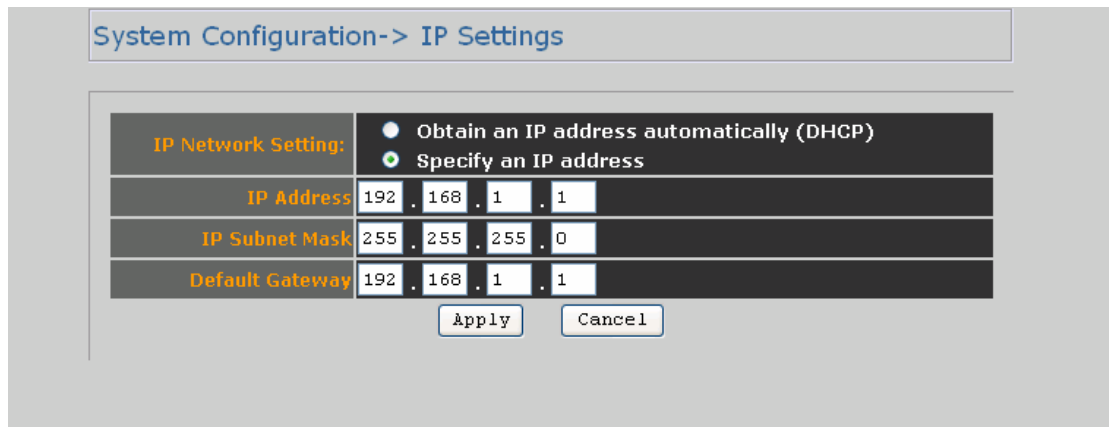 System Configuration-> IP Settings
IP Network Setting:
Obtain an IP address automatically (DHCP)
Specify an IP address
IP Address 192 . 168 . 1 . 1
IP Subnet Mask 255 . 255 . 255 . 0
Default Gateway 192 . 168 . 1 . 1
Apply Cancel